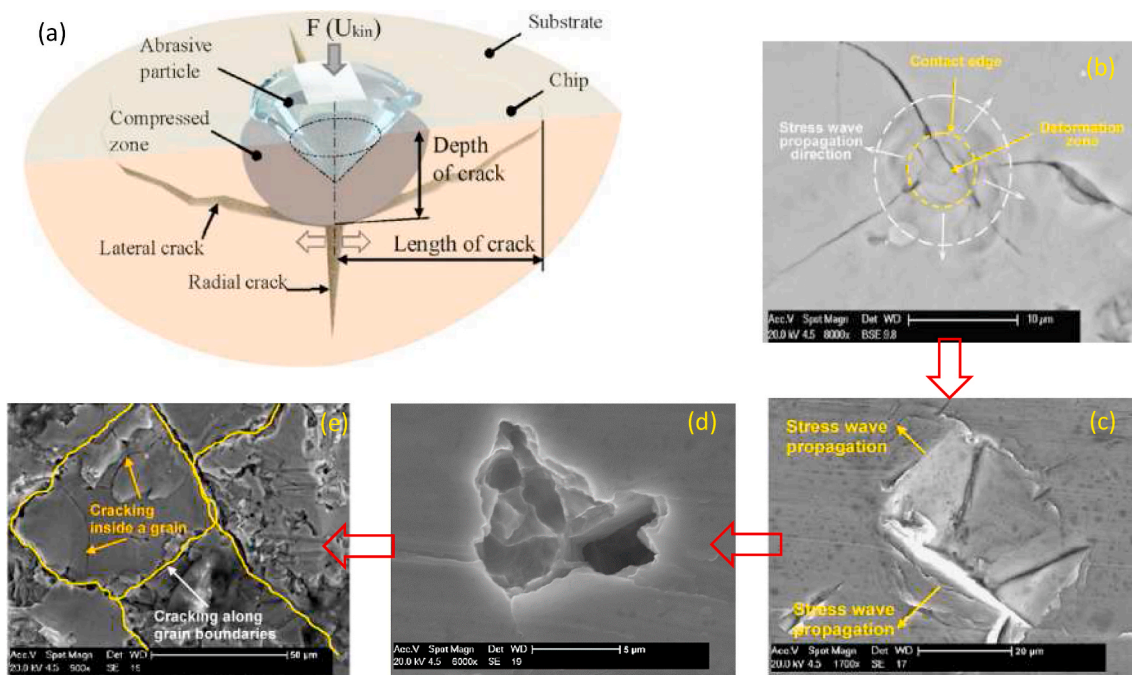 (a)
F (Ukin)
Substrate
Abrasive
particle
Chip
Compressed
zone
Depth
of crack
Lateral crack
Length of crack
Radial crack
(b)
Contact edge
Stress wave
propagation
direction
Deformation
zone
Acc.V Spot Magn Det WD 10 µm
20.0 kV 4.5 8000x BSE 9.8
(c)
Stress wave
propagation
Stress wave
propagation
Acc.V Spot Magn Det WD 20 µm
20.0 kV 4.5 1700x SE 17
(d)
Acc.V Spot Magn Det WD 5 µm
20.0 kV 4.5 6000x SE 19
(e)
Cracking
inside a grain
Cracking along
grain boundaries
Acc.V Spot Magn Det WD 50 µm
20.0 kV 4.5 500x SE 19